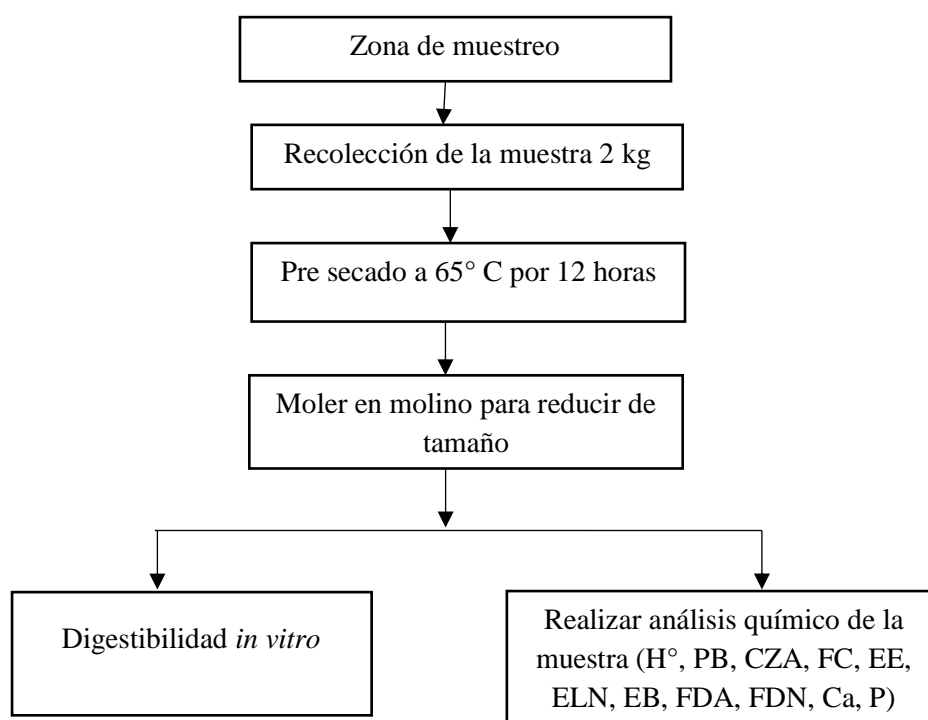 Zona de muestreo
Recolección de la muestra 2 kg
Pre secado a 65° C por 12 horas
Moler en molino para reducir de
tamaño
Digestibilidad in vitro
Realizar análisis químico de la
muestra (H°, PB, CZA, FC, EE,
ELN, EB, FDA, FDN, Ca, P)